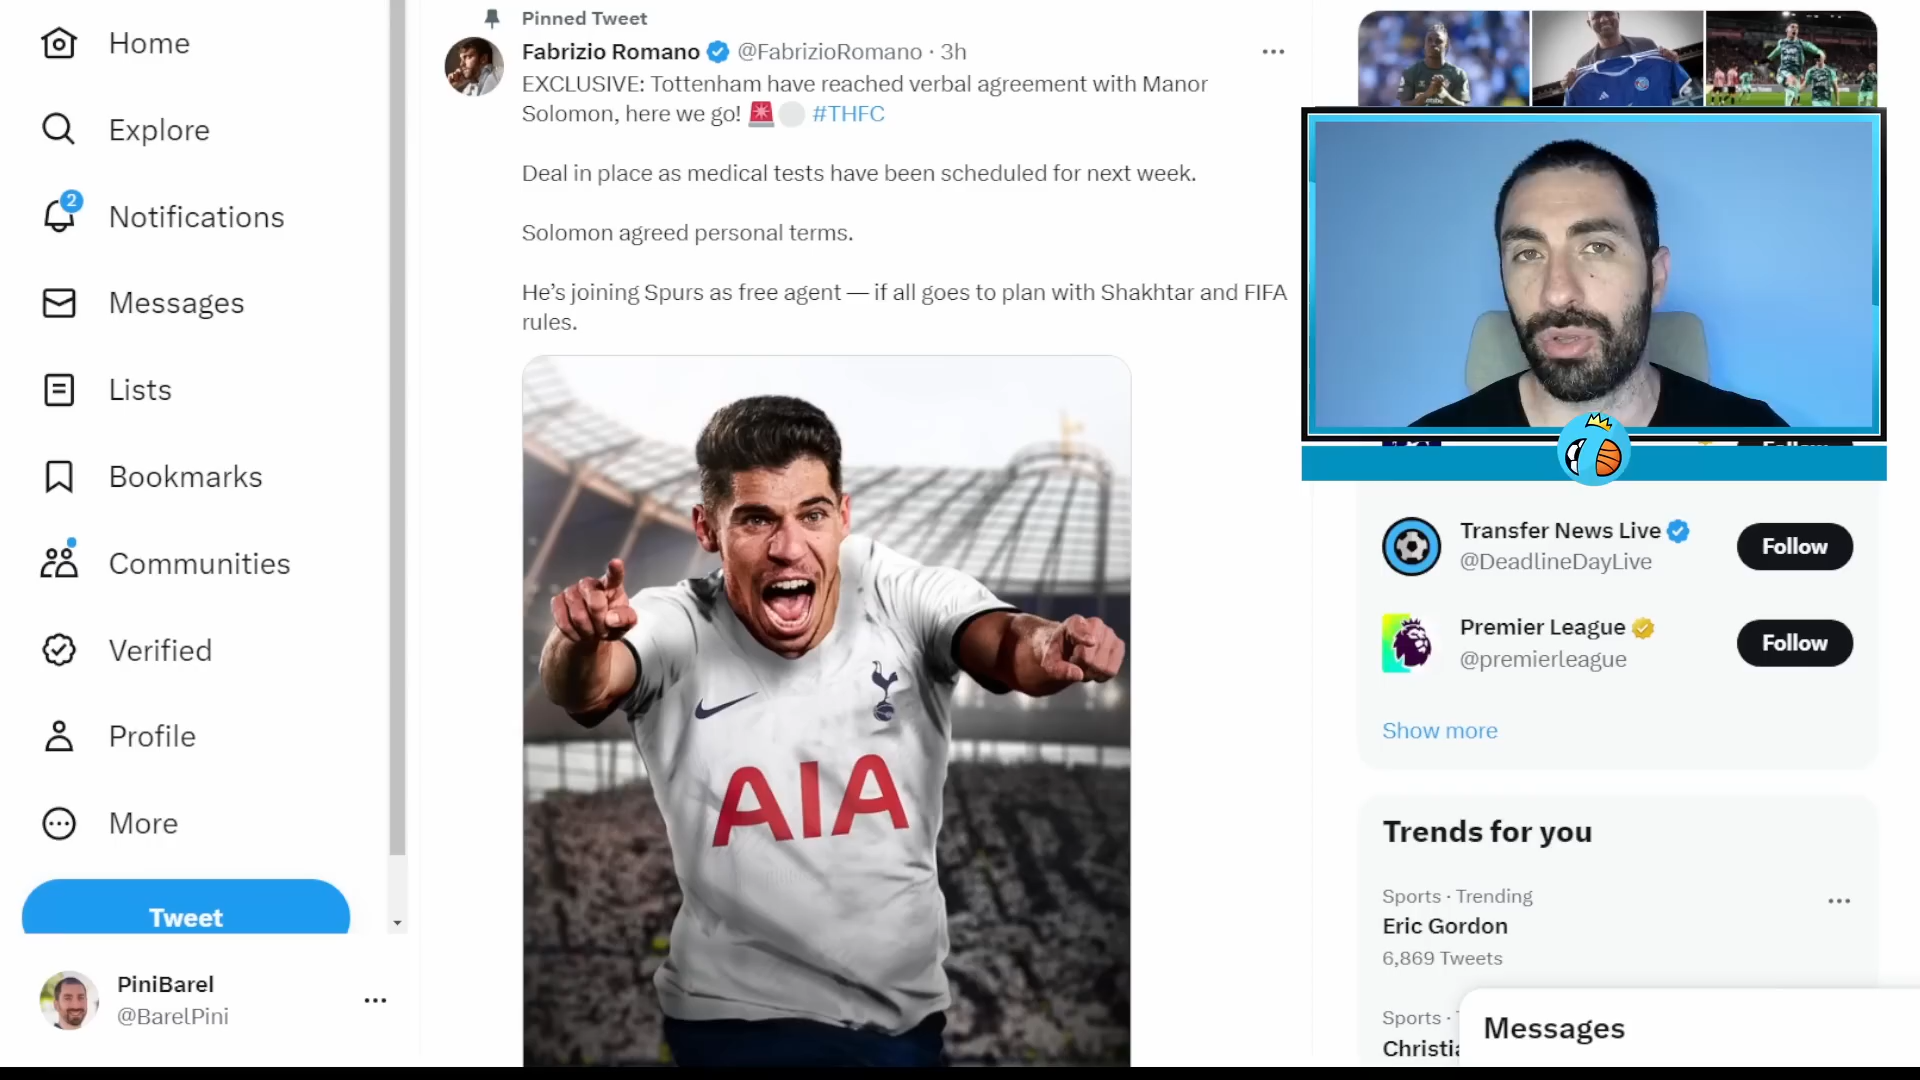 Home
Explore
2
Notifications
Messages
Lists
Bookmarks
Communities
Verified
Profile
More
Tweet
PiniBarel
@BarelPini
Pinned Tweet
Fabrizio Romano @FabrizioRomano · 3h
EXCLUSIVE: Tottenham have reached verbal agreement with Manor
Solomon, here we go! 🚨⚪️ #THFC
Deal in place as medical tests have been scheduled for next week.
Solomon agreed personal terms.
He’s joining Spurs as free agent — if all goes to plan with Shakhtar and FIFA
rules.
AIA
Transfer News Live
@DeadlineDayLive
Follow
Premier League
@premierleague
Follow
Show more
Trends for you
Sports · Trending
Eric Gordon
6,869 Tweets
Sports ·
Messages